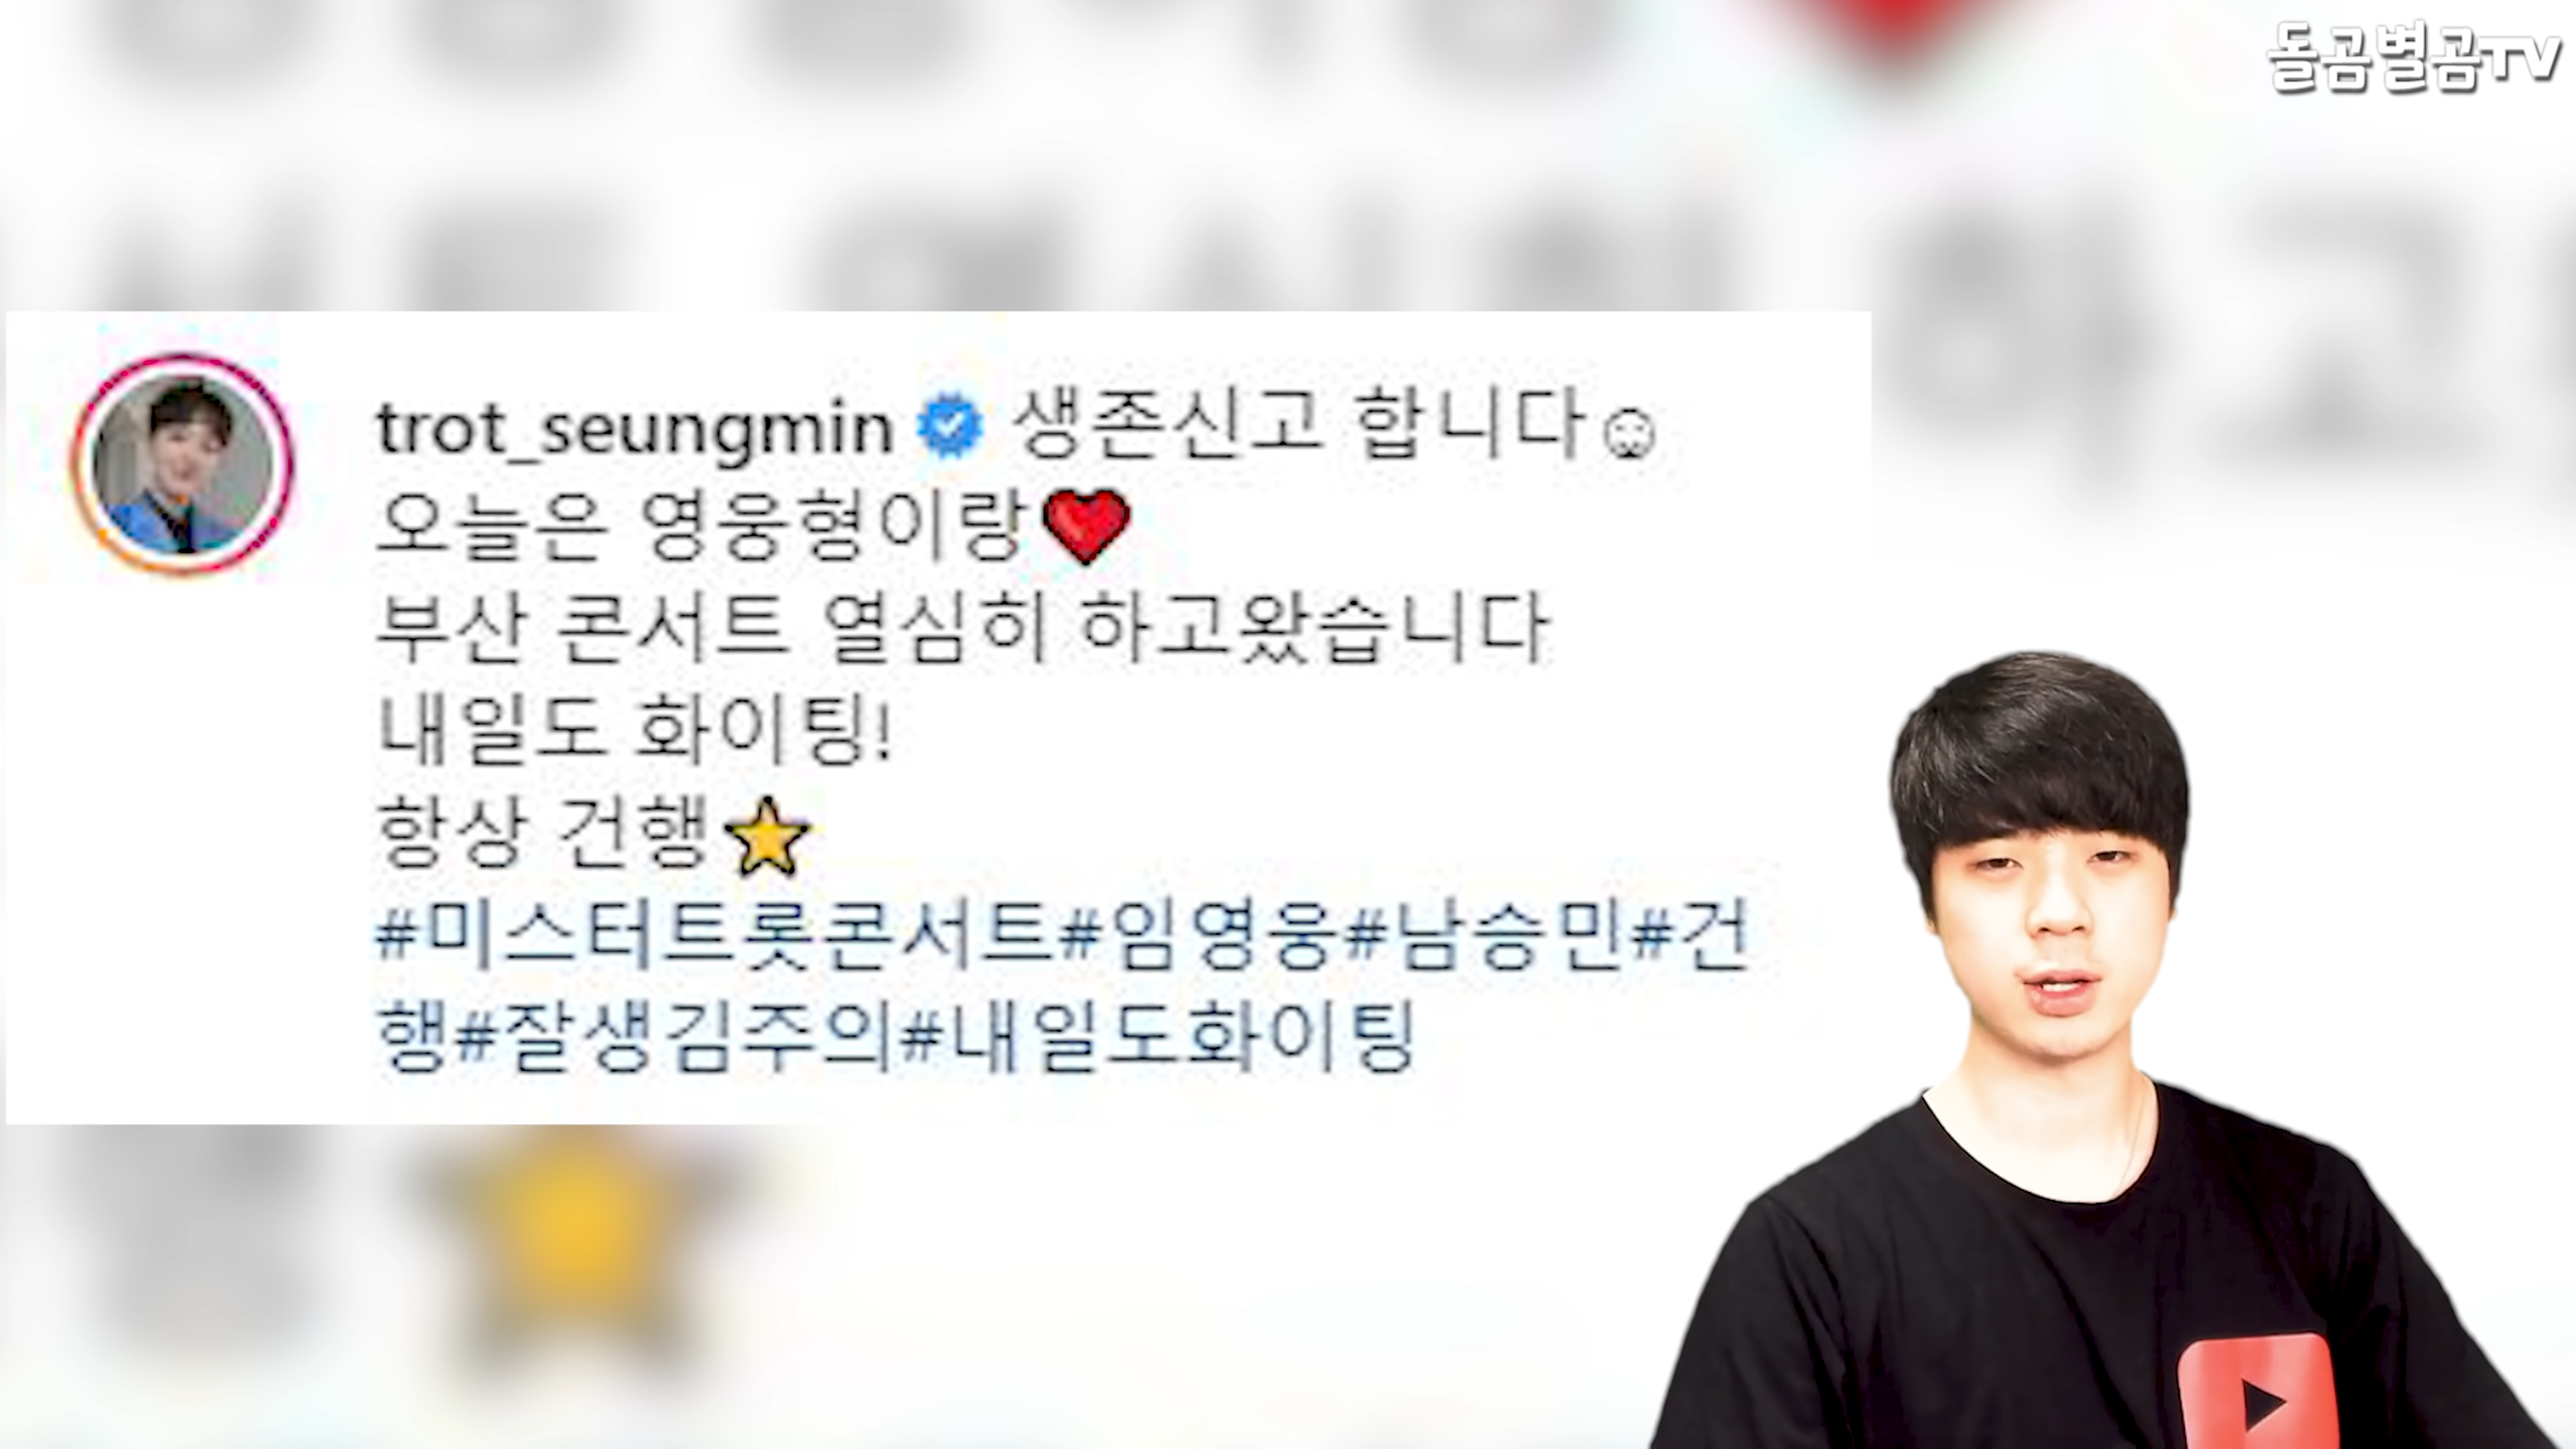 돌곰별곰TV
trot_seungmin 생존신고 합니다☺
오늘은 영웅형이랑❤
부산 콘서트 열심히 하고왔습니다
내일도 화이팅!
항상 건행⭐
#미스터트롯콘서트#임영웅#남승민#건
행#잘생김주의#내일도화이팅